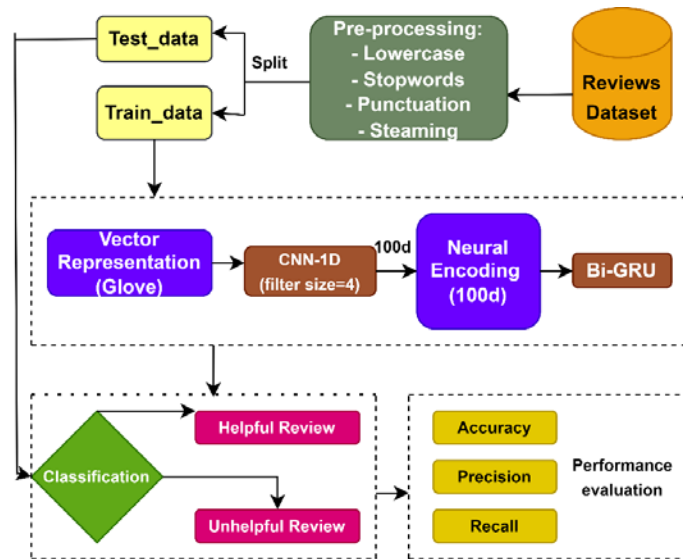 Test_data
Split
Train_data
Pre-processing:
- Lowercase
- Stopwords
- Punctuation
- Steaming
Reviews
Dataset
Vector
Representation
(Glove)
CNN-1D
(filter size=4)
100d
Neural
Encoding
(100d)
Bi-GRU
Classification
Helpful Review
Unhelpful Review
Accuracy
Precision
Recall
Performance
evaluation